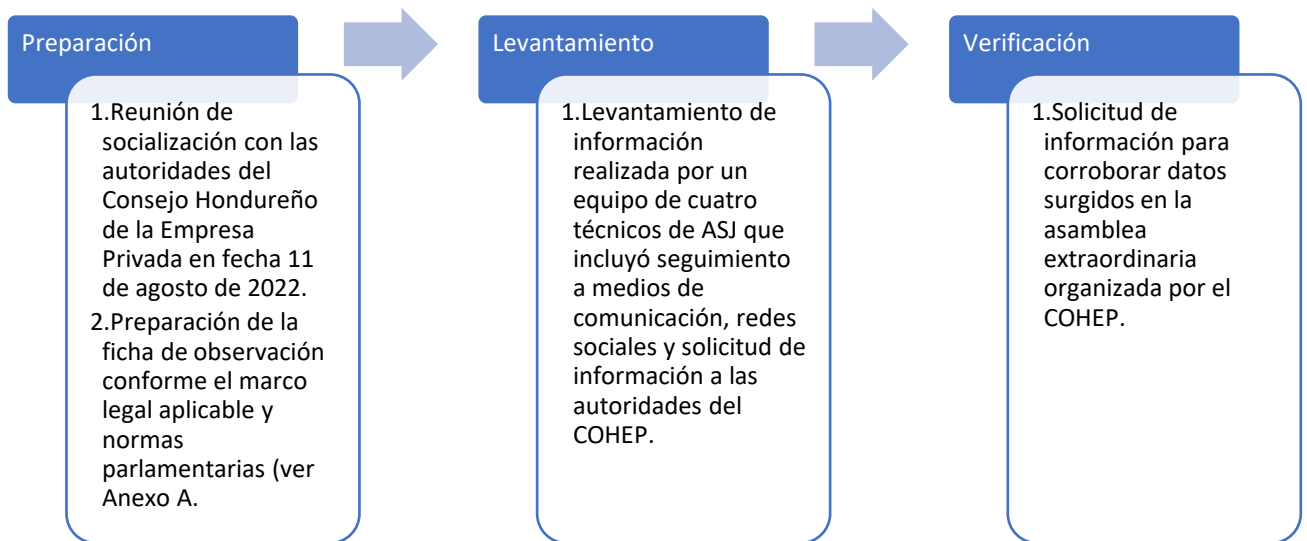 Preparación
1.Reunión de
socialización con las
autoridades del
Consejo Hondureño
de la Empresa
Privada en fecha 11
de agosto de 2022.
2.Preparación de la
ficha de observación
conforme el marco
legal aplicable y
normas
parlamentarias (ver
Anexo A.
Levantamiento
1.Levantamiento de
información
realizada por un
equipo de cuatro
técnicos de ASJ que
incluyó seguimiento
a medios de
comunicación, redes
sociales y solicitud de
información a las
autoridades del
COHEP.
Verificación
1.Solicitud de
información para
corroborar datos
surgidos en la
asamblea
extraordinaria
organizada por el
COHEP.